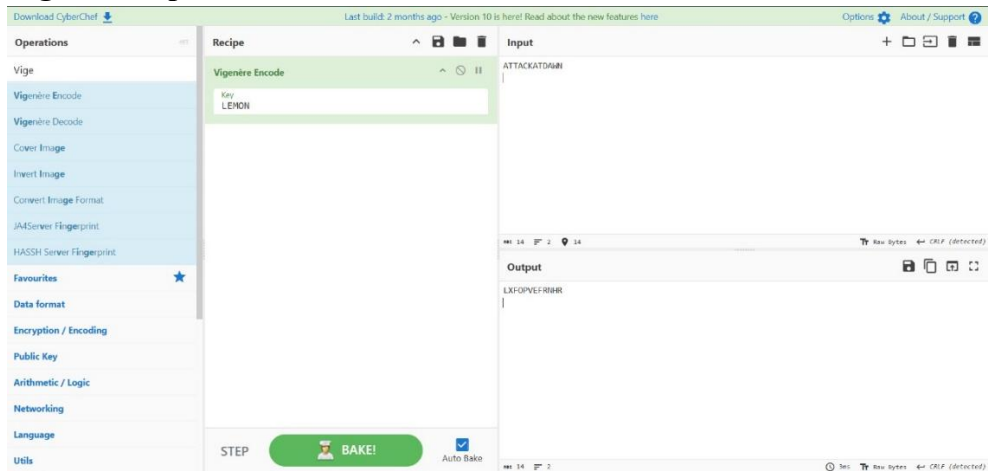 Download CyberChef
Last build: 2 months ago - Version 10 is here! Read about the new features here
Options
About / Support
Operations
Recipe
Input
Vige
Vigenère Encode
Vigenère Decode
Cover Image
Invert Image
Convert Image Format
JA4Server Fingerprint
HASSH Server Fingerprint
Favourites
Data format
Encryption / Encoding
Public Key
Arithmetic / Logic
Networking
Language
Utils
Vigenère Encode
Key
LEMON
STEP
BAKE!
Auto Bake
ATTACKATDAWN
14 2 14
Tr Raw Bytes CRLF (detected)
Output
LXFOPVEFRNHR
14 2
3ms Tr Raw Bytes CRLF (detected)